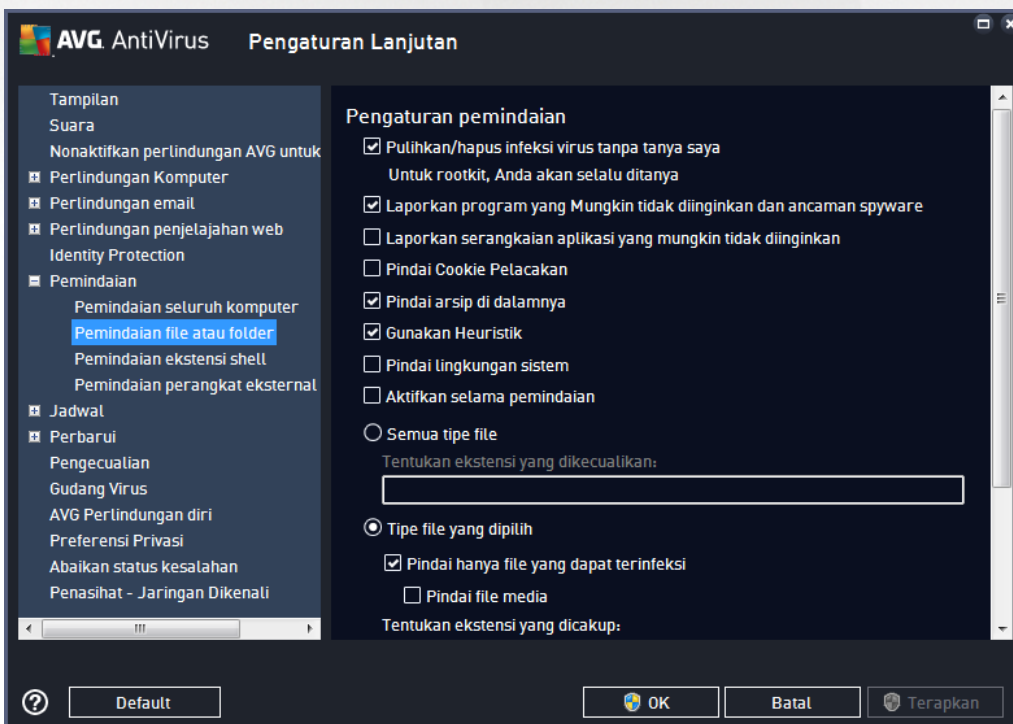 AVG. AntiVirus Pengaturan Lanjutan
Tampilan
Suara
Nonaktifkan perlindungan AVG untuk
Perlindungan Komputer
Perlindungan email
Perlindungan penjelajahan web
Identity Protection
Pemindaian
Pemindaian seluruh komputer
Pemindaian file atau folder
Pemindaian ekstensi shell
Pemindaian perangkat eksternal
Jadwal
Perbarui
Pengecualian
Gudang Virus
AVG Perlindungan diri
Preferensi Privasi
Abaikan status kesalahan
Penasihat - Jaringan Dikenali
Pengaturan pemindaian
Pulihkan/hapus infeksi virus tanpa tanya saya
Untuk rootkit, Anda akan selalu ditanya
Laporkan program yang Mungkin tidak diinginkan dan ancaman spyware
Laporkan serangkaian aplikasi yang mungkin tidak diinginkan
Pindai Cookie Pelacakan
Pindai arsip di dalamnya
Gunakan Heuristik
Pindai lingkungan sistem
Aktifkan selama pemindaian
Semua tipe file
Tentukan ekstensi yang dikecualikan:
Tipe file yang dipilih
Pindai hanya file yang dapat terinfeksi
Pindai file media
Tentukan ekstensi yang dicakup:
? Default OK Batal Terapkan